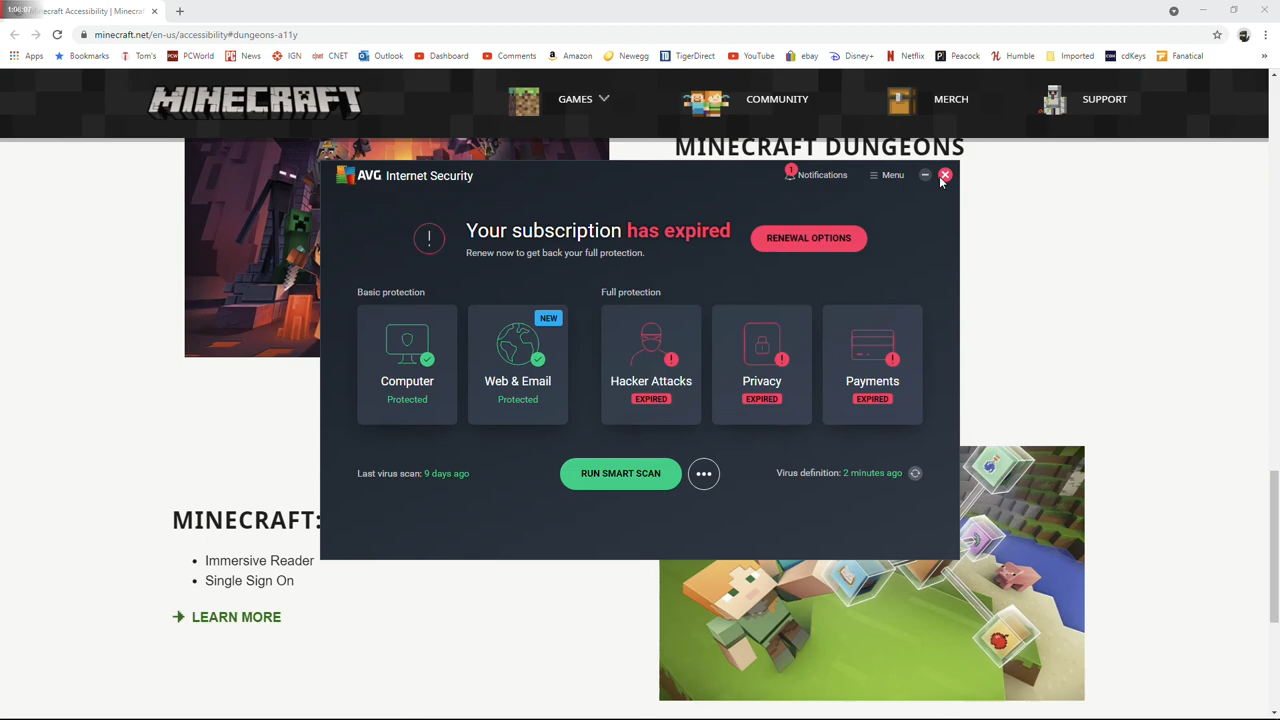 1:06:07 ecraft Accessibility | Minecra
minecraft.net/en-us/accessibility#dungeons-a11y
Apps Bookmarks Tom's PCWorld News IGN CNET Outlook Dashboard Comments Amazon Newegg TigerDirect YouTube ebay Disney+ Netflix Peacock Humble Imported cdKeys Fanatical »
MINECRAFT GAMES COMMUNITY MERCH SUPPORT
MINECRAFT DUNGEONS
AVG Internet Security 1 Notifications Menu
Your subscription has expired
Renew now to get back your full protection.
RENEWAL OPTIONS
Basic protection Full protection
NEW
Computer Web & Email Hacker Attacks Privacy Payments
Protected Protected EXPIRED EXPIRED EXPIRED
Last virus scan: 9 days ago RUN SMART SCAN Virus definition: 2 minutes ago
MINECRAFT:
• Immersive Reader
• Single Sign On
LEARN MORE